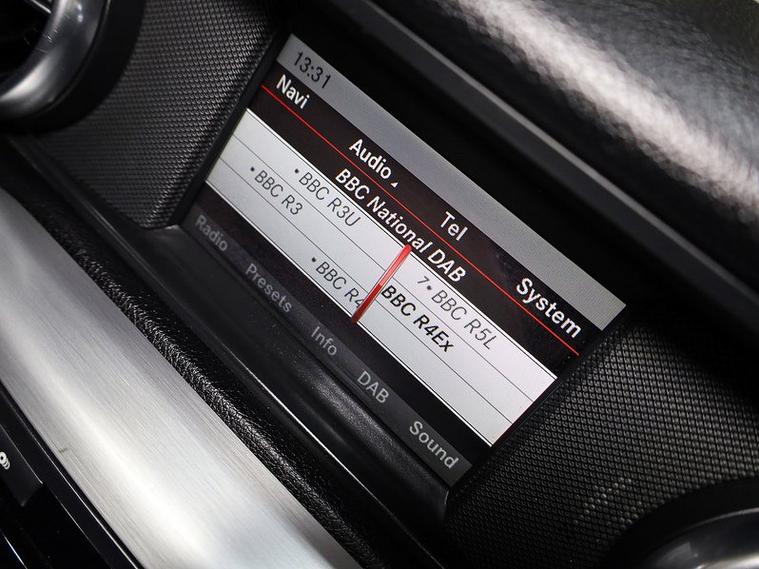 13:31
Navi Audio Tel System
BBC National DAB
• BBC R3U 7• BBC R5L
• BBC R3 • BBC R4 BBC R4Ex
Radio Presets Info DAB Sound